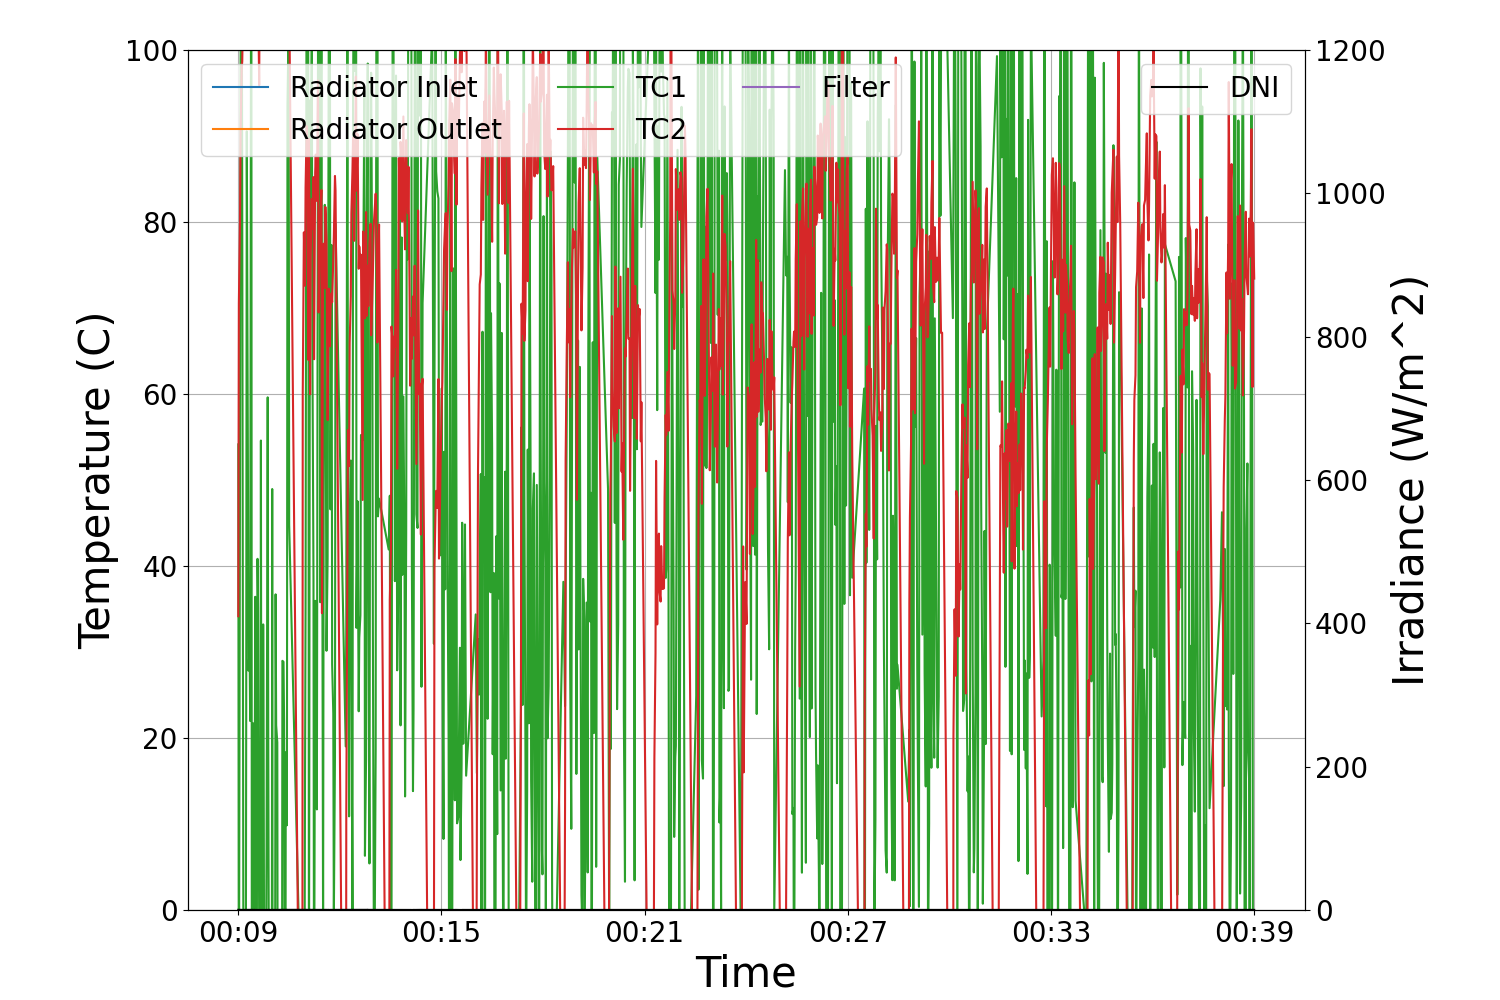 Radiator Inlet
Radiator Outlet
TC1
TC2
Filter
DNI
100
80
60
40
20
0
Temperature (C)
1200
1000
800
600
400
200
0
Irradiance (W/m^2)
00:09 00:15 00:21 00:27 00:33 00:39
Time